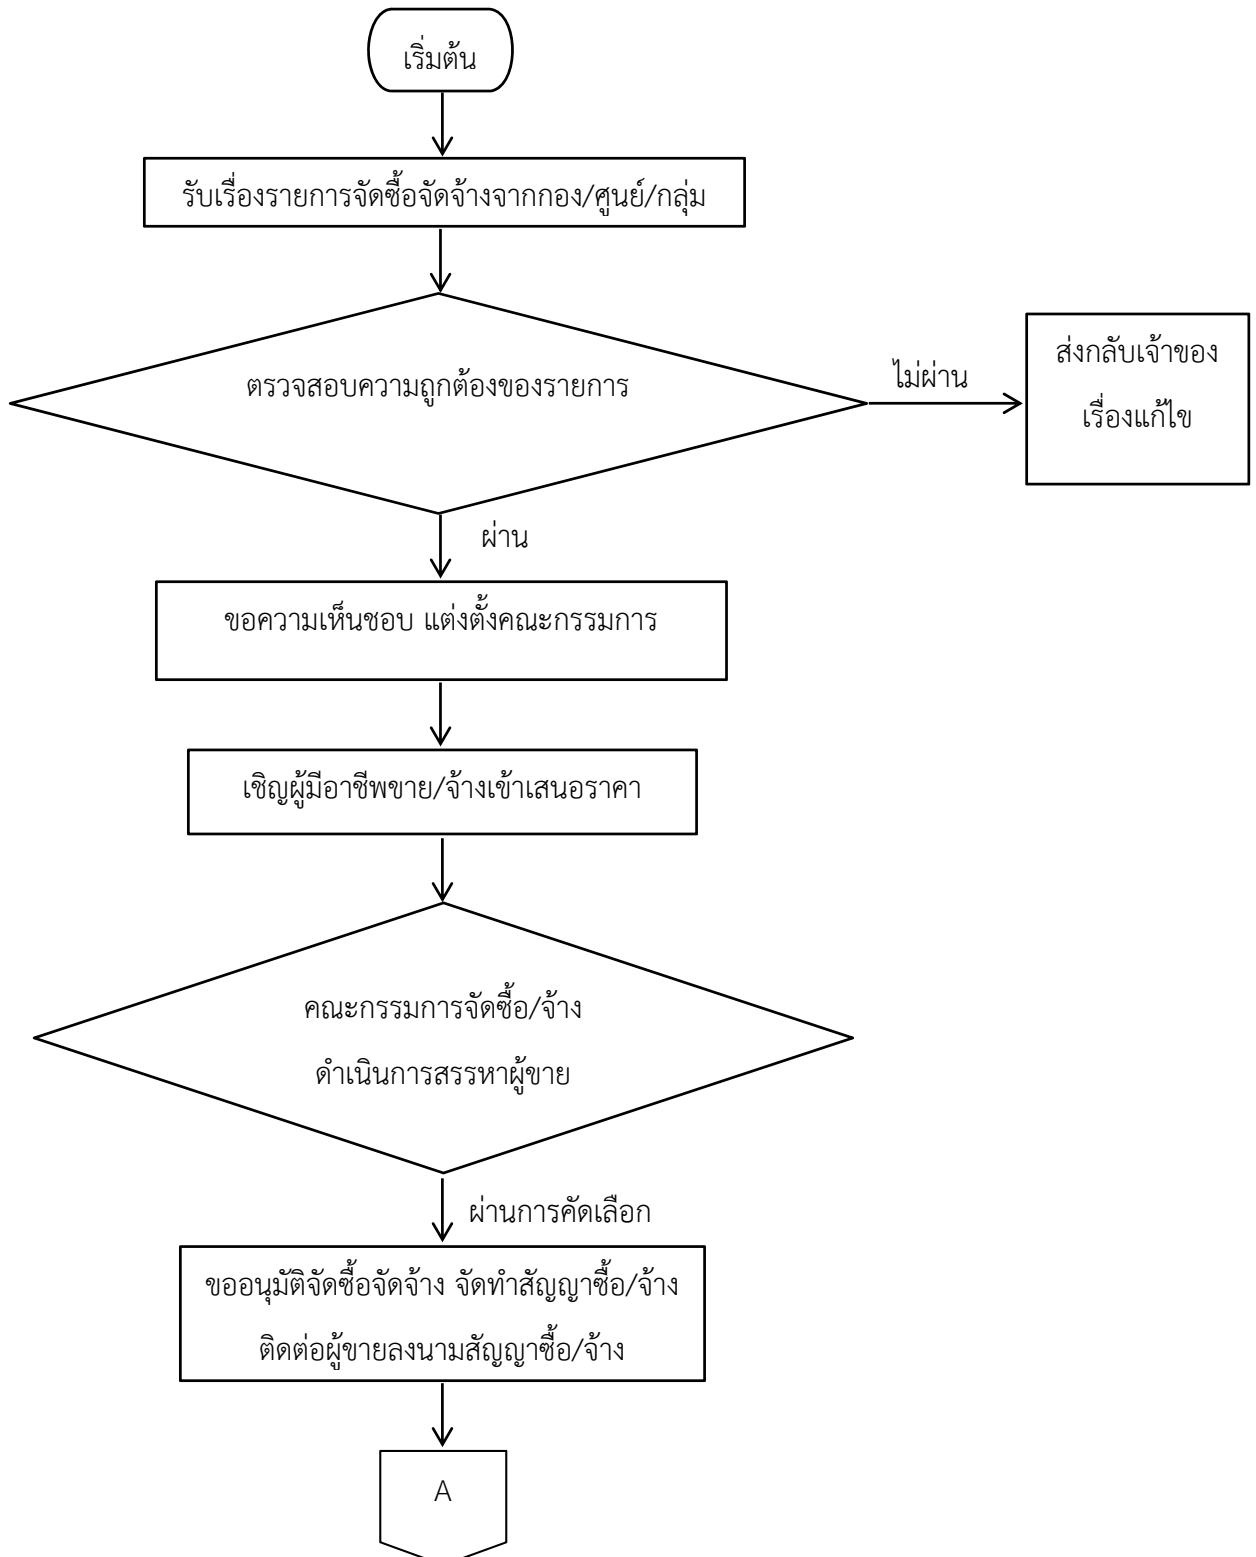 เริ่มต้น
รับเรื่องรายการจัดซื้อจัดจ้างจากกอง/ศูนย์/กลุ่ม
ตรวจสอบความถูกต้องของรายการ
ไม่ผ่าน
ส่งกลับเจ้าของ
เรื่องแก้ไข
ผ่าน
ขอความเห็นชอบ แต่งตั้งคณะกรรมการ
เชิญผู้มีอาชีพขาย/จ้างเข้าเสนอราคา
คณะกรรมการจัดซื้อ/จ้าง
ดำเนินการสรรหาผู้ขาย
ผ่านการคัดเลือก
ขออนุมัติจัดซื้อจัดจ้าง จัดทำสัญญาซื้อ/จ้าง
ติดต่อผู้ขายลงนามสัญญาซื้อ/จ้าง
A